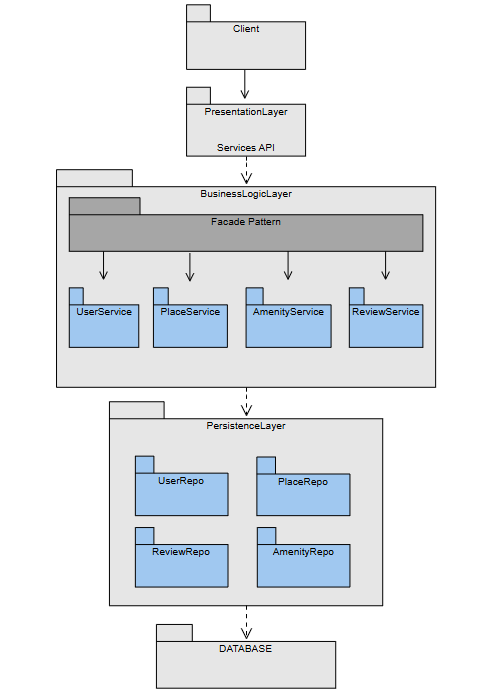 Client
PresentationLayer
Services API
BusinessLogicLayer
Facade Pattern
UserService
PlaceService
AmenityService
ReviewService
PersistenceLayer
UserRepo
PlaceRepo
ReviewRepo
AmenityRepo
DATABASE